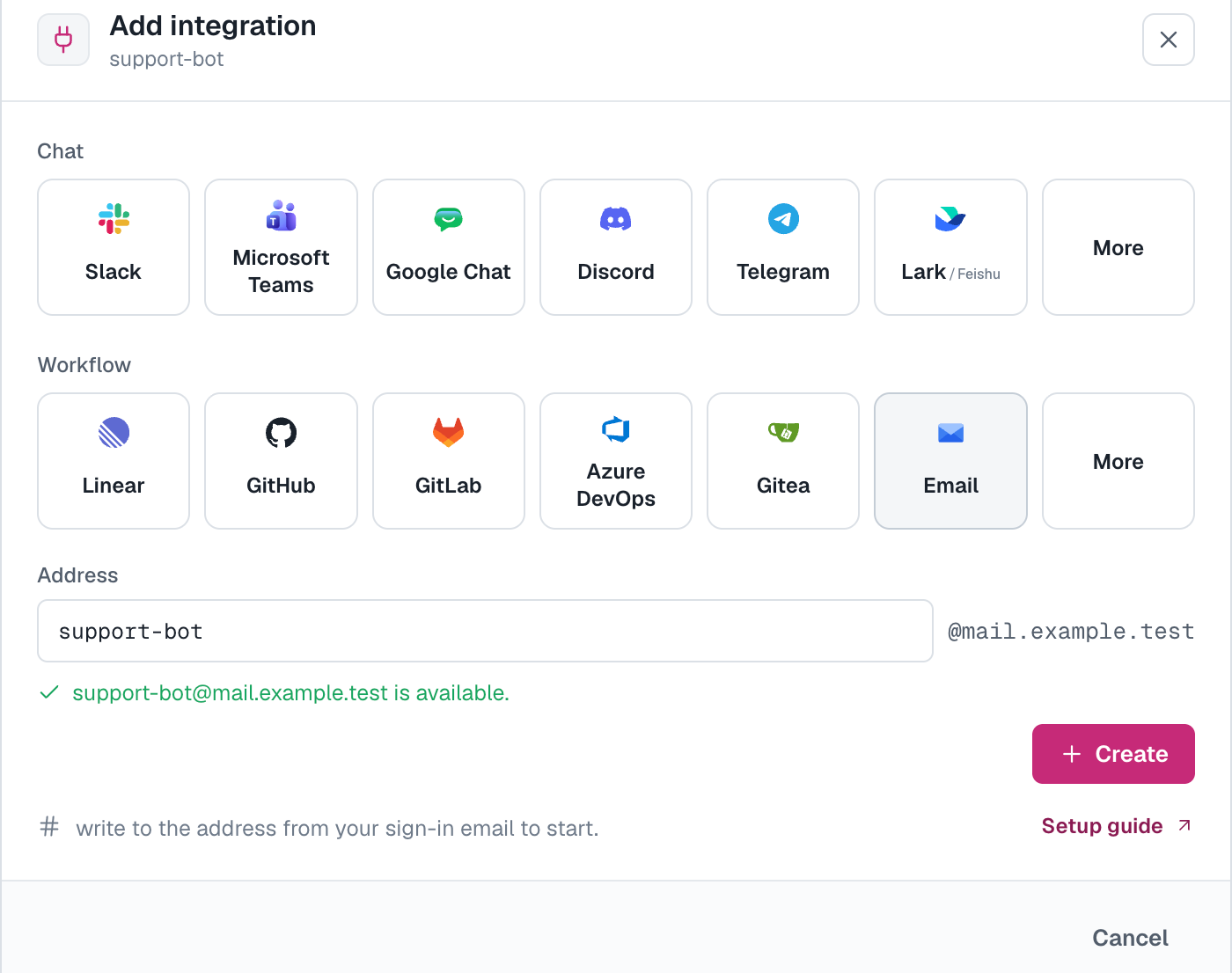 Add integration
support-bot
Chat
Slack
Microsoft
Teams
Google Chat
Discord
Telegram
Lark / Feishu
More
Workflow
Linear
GitHub
GitLab
Azure
DevOps
Gitea
Email
More
Address
support-bot @mail.example.test
support-bot@mail.example.test is available.
+ Create
# write to the address from your sign-in email to start.
Setup guide
Cancel